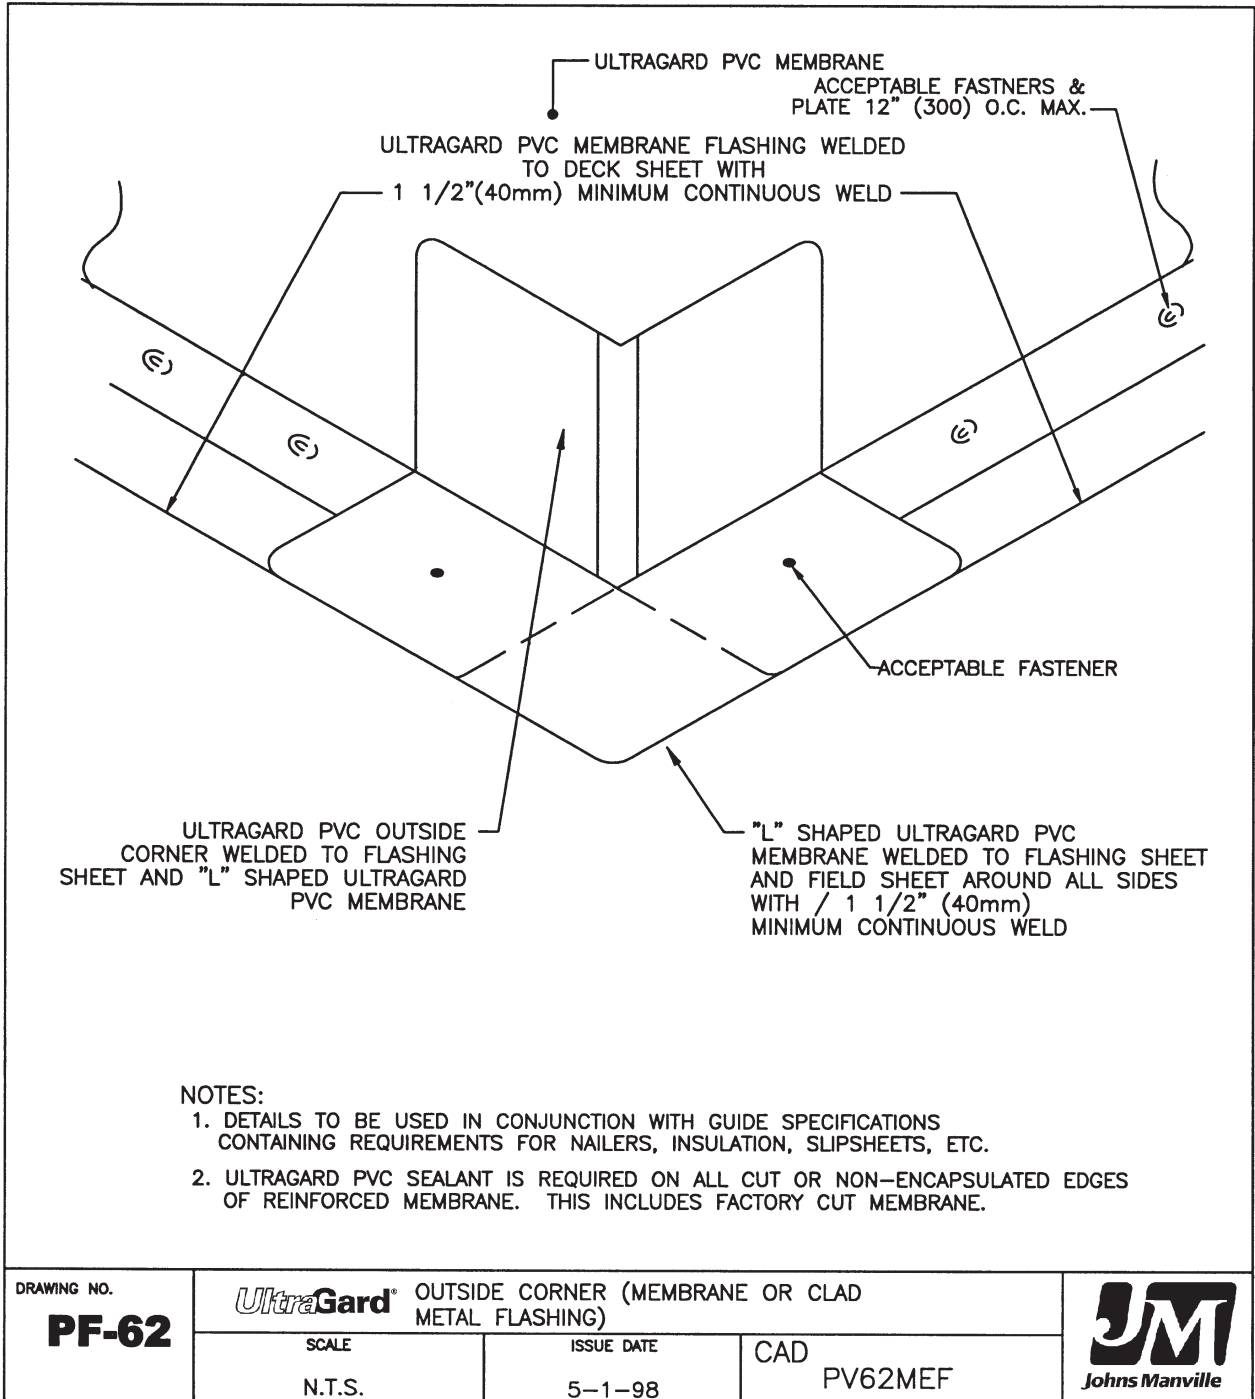 ULTRAGARD PVC MEMBRANE
ACCEPTABLE FASTNERS &
PLATE 12" (300) O.C. MAX.
ULTRAGARD PVC MEMBRANE FLASHING WELDED
TO DECK SHEET WITH
1 1/2"(40mm) MINIMUM CONTINUOUS WELD
ACCEPTABLE FASTENER
ULTRAGARD PVC OUTSIDE
CORNER WELDED TO FLASHING
SHEET AND "L" SHAPED ULTRAGARD
PVC MEMBRANE
"L" SHAPED ULTRAGARD PVC
MEMBRANE WELDED TO FLASHING SHEET
AND FIELD SHEET AROUND ALL SIDES
WITH / 1 1/2" (40mm)
MINIMUM CONTINUOUS WELD
NOTES:
1. DETAILS TO BE USED IN CONJUNCTION WITH GUIDE SPECIFICATIONS
CONTAINING REQUIREMENTS FOR NAILERS, INSULATION, SLIPSHEETS, ETC.
2. ULTRAGARD PVC SEALANT IS REQUIRED ON ALL CUT OR NON-ENCAPSULATED EDGES
OF REINFORCED MEMBRANE. THIS INCLUDES FACTORY CUT MEMBRANE.
DRAWING NO.
PF-62
UltraGard® OUTSIDE CORNER (MEMBRANE OR CLAD
METAL FLASHING)
SCALE
N.T.S.
ISSUE DATE
5-1-98
CAD
PV62MEF
JM
Johns Manville